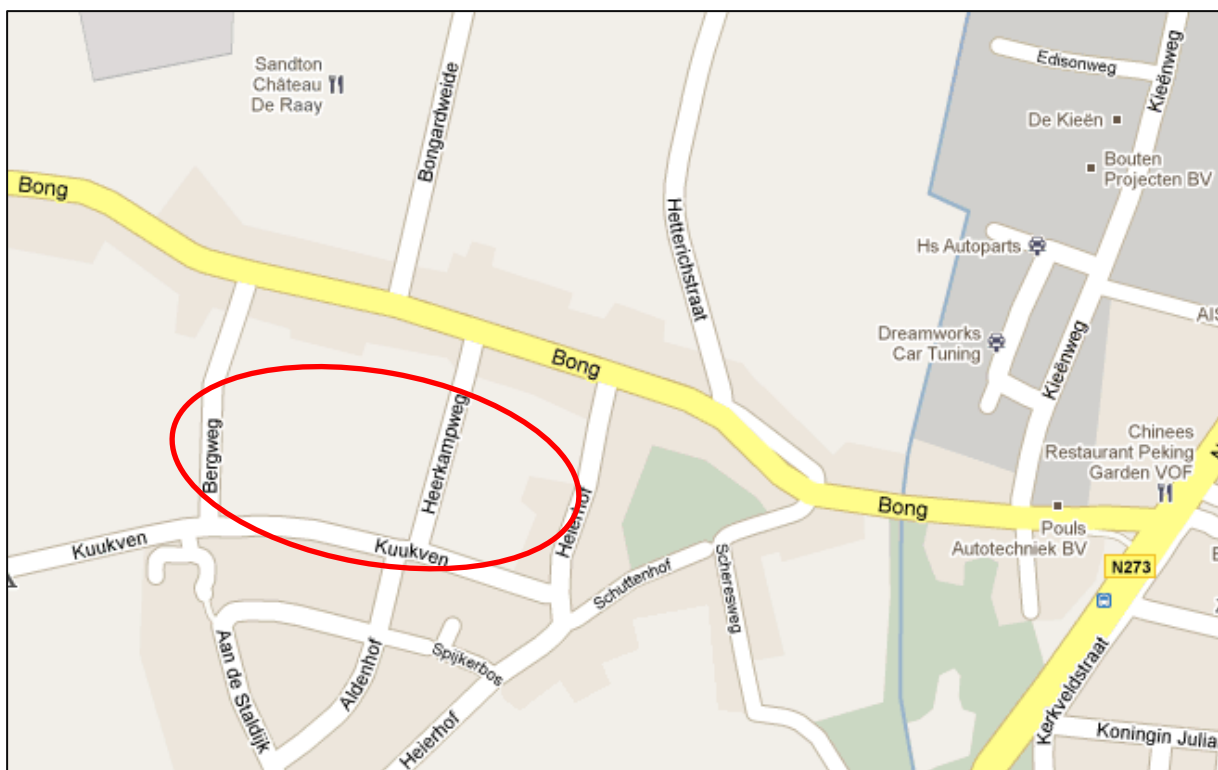 Sandton
Château
De Raay
Bongardweide
Edisonweg
Kieënweg
De Kieën
Bouten
Projecten BV
Bong
Hetterichstraat
Hs Autoparts
Dreamworks
Car Tuning
Kieënweg
Bong
Bergweg
Heerkampweg
Chinees
Restaurant Peking
Garden VOF
Heierhof
Bong
Pouls
Autotechniek BV
N273
Kuukven
Kuukven
Schuttenhof
Scheresweg
Aan de Staldijk
Aldenhof
Spijkerbos
Heierhof
Kerkveldstraat
Koningin Julia